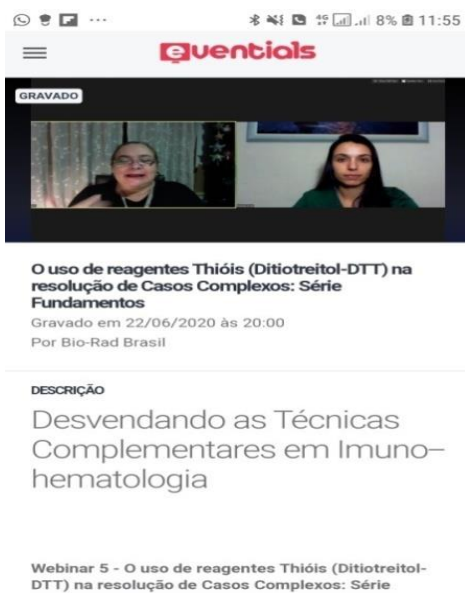 4G 8% 11:55
eventials
GRAVADO
O uso de reagentes Thióis (Ditiotreitol-DTT) na
resolução de Casos Complexos: Série
Fundamentos
Gravado em 22/06/2020 às 20:00
Por Bio-Rad Brasil
DESCRIÇÃO
Desvendando as Técnicas
Complementares em Imuno-
hematologia
Webinar 5 - O uso de reagentes Thióis (Ditiotreitol-
DTT) na resolução de Casos Complexos: Série